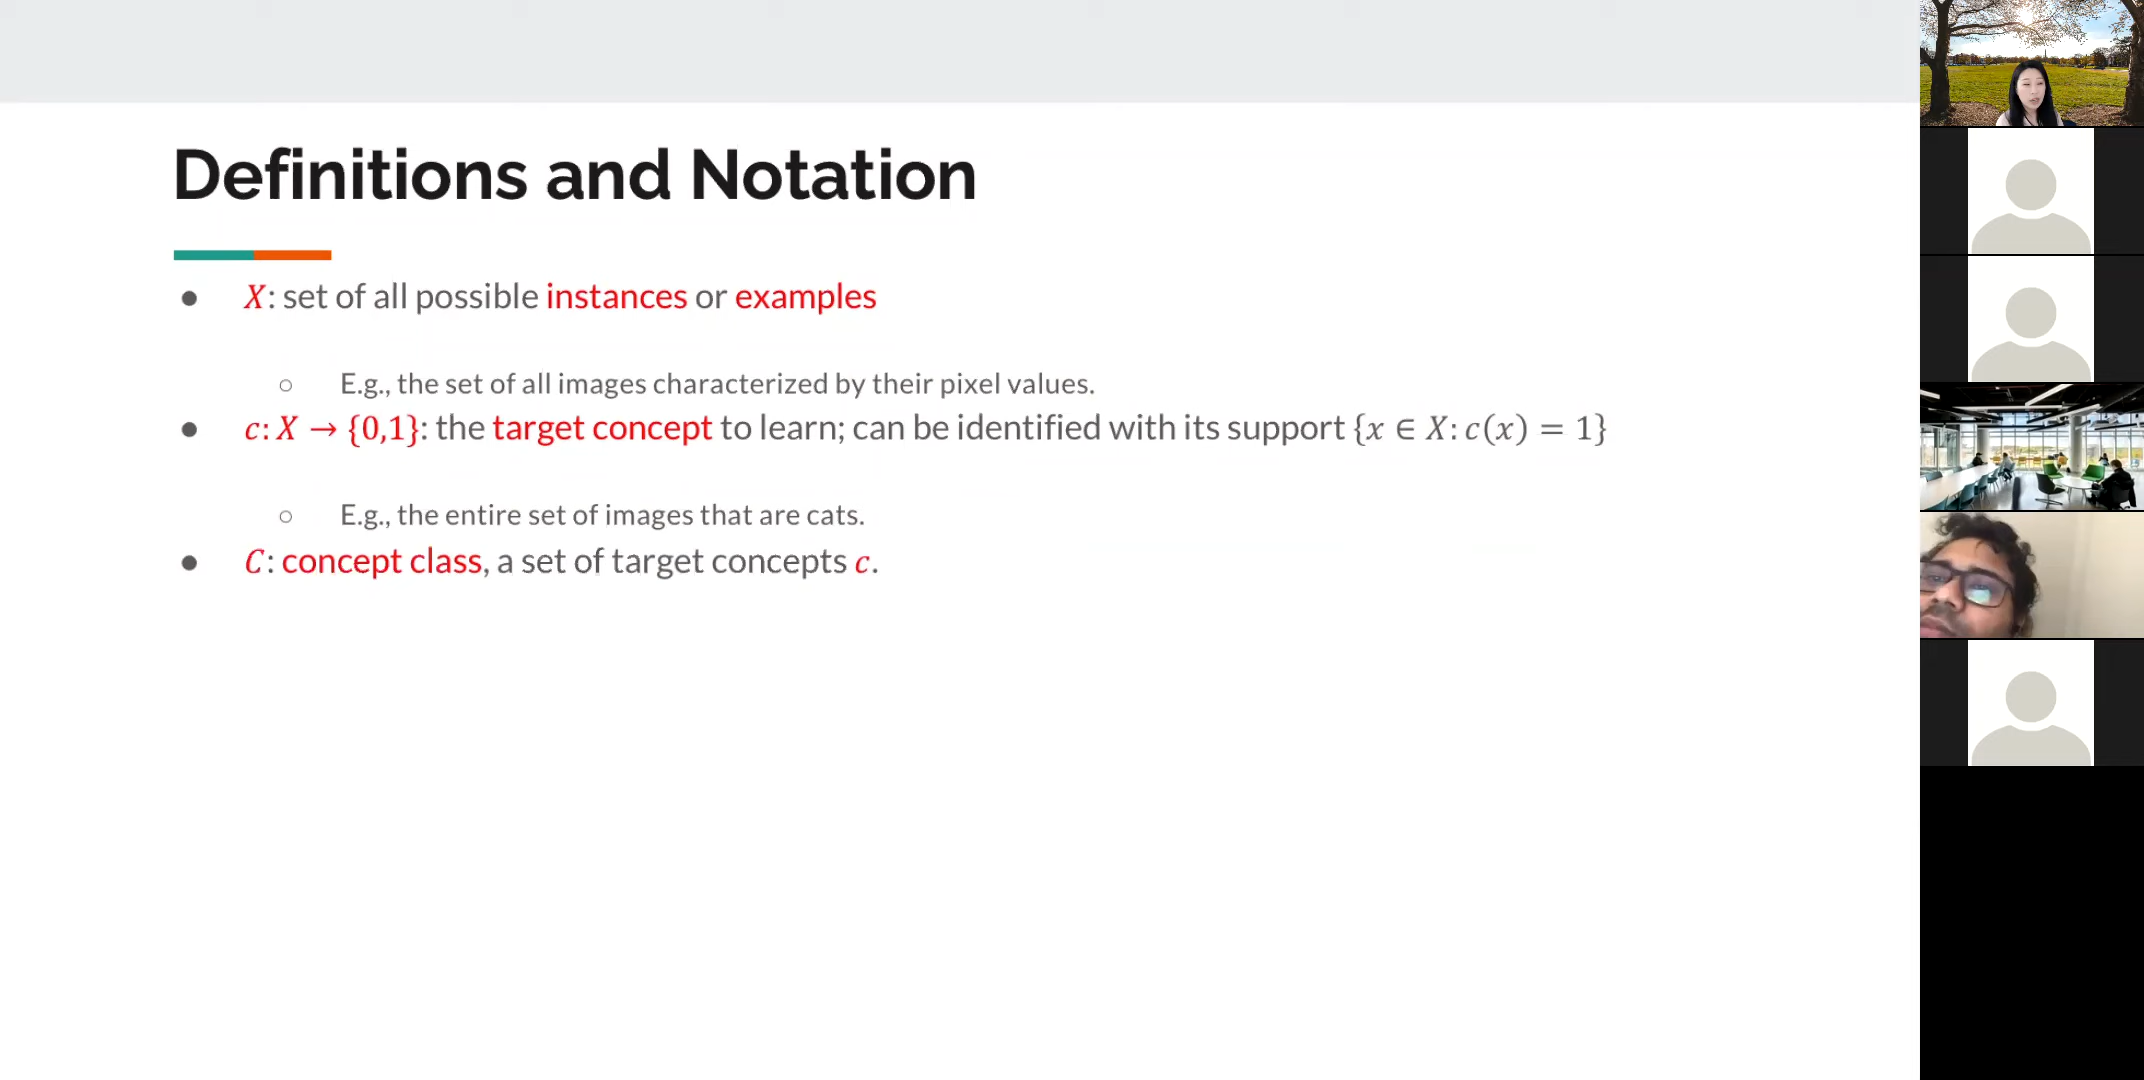 Definitions and Notation
● X: set of all possible instances or examples
○ E.g., the set of all images characterized by their pixel values.
● c: X → {0,1}: the target concept to learn; can be identified with its support {x ∈ X: c(x) = 1}
○ E.g., the entire set of images that are cats.
● C: concept class, a set of target concepts c.